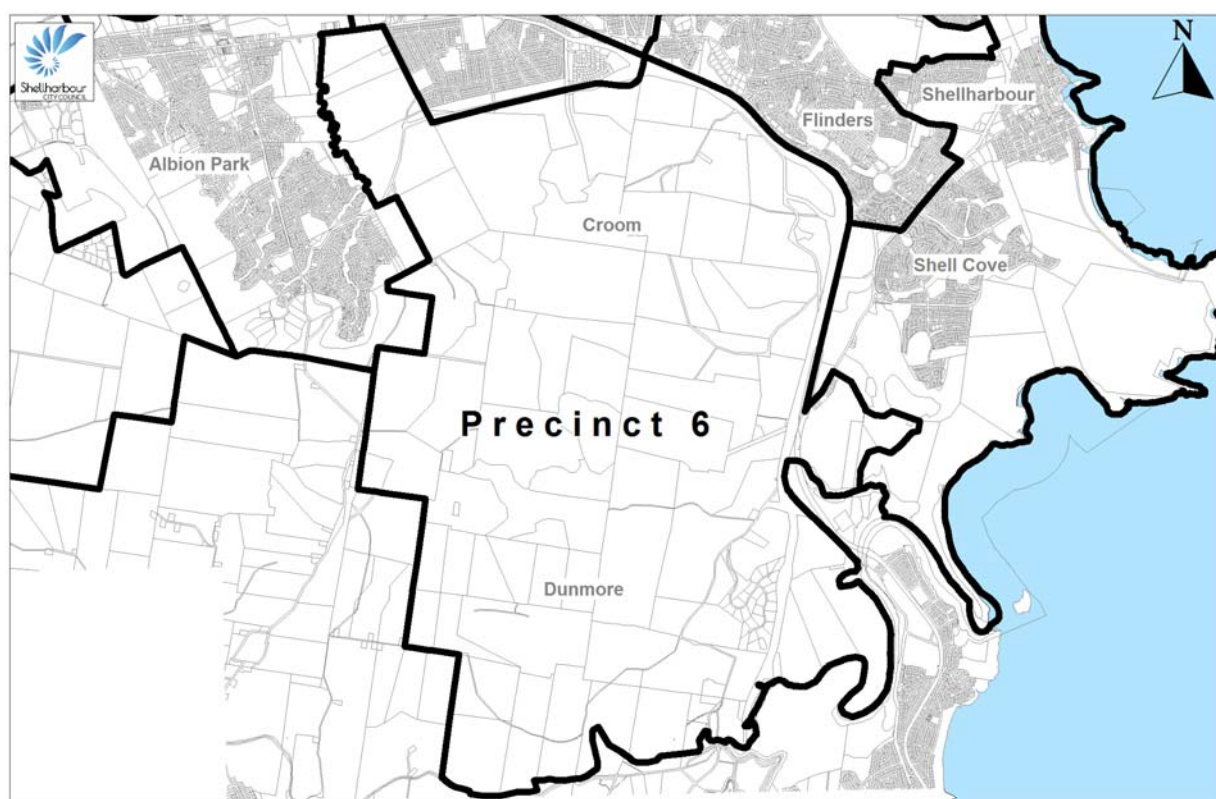 Shellharbour
CITY COUNCIL
N
Shellharbour
Flinders
Albion Park
Croom
Shell Cove
Precinct 6
Dunmore